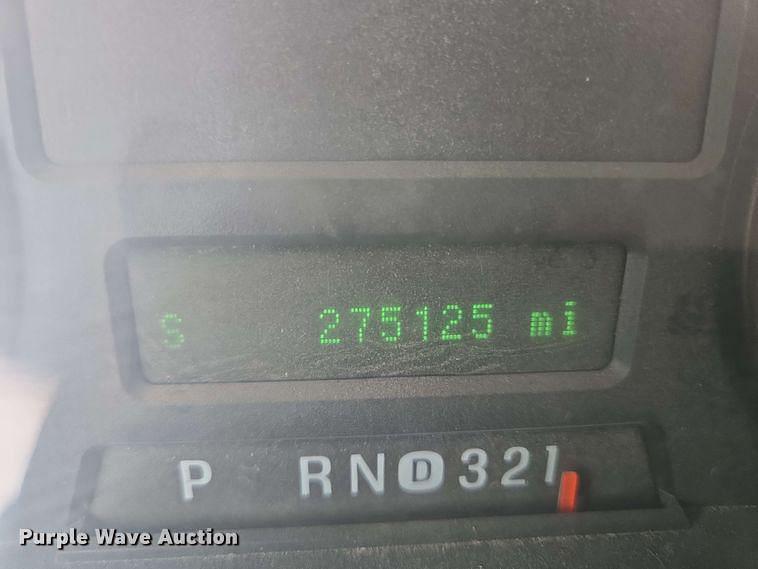 S 275125 mi
P RND321
Purple Wave Auction